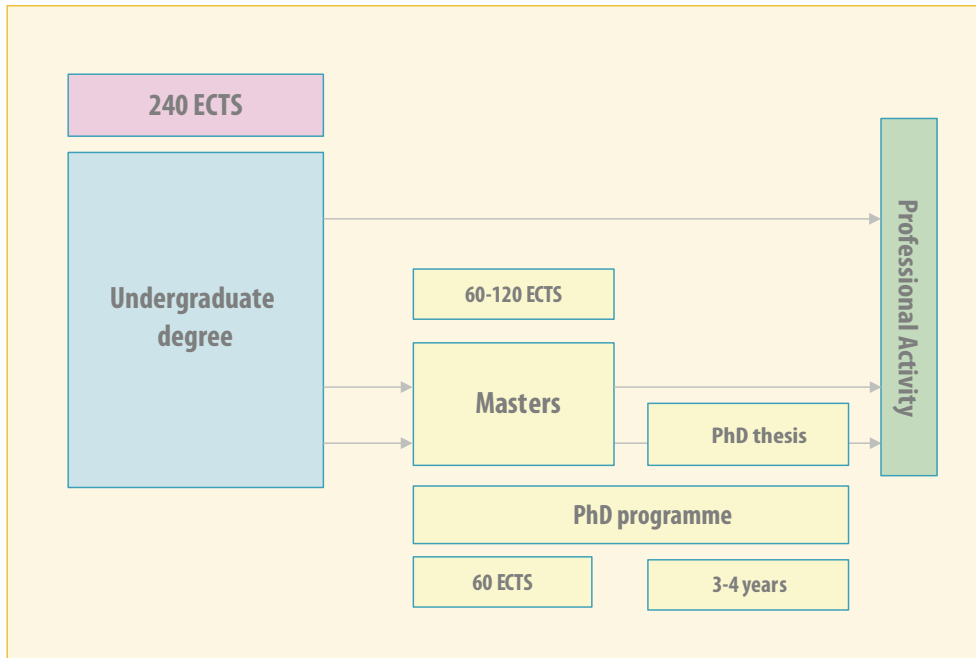 240 ECTS
Undergraduate
degree
60-120 ECTS
Masters
PhD thesis
PhD programme
60 ECTS
3-4 years
Professional Activity